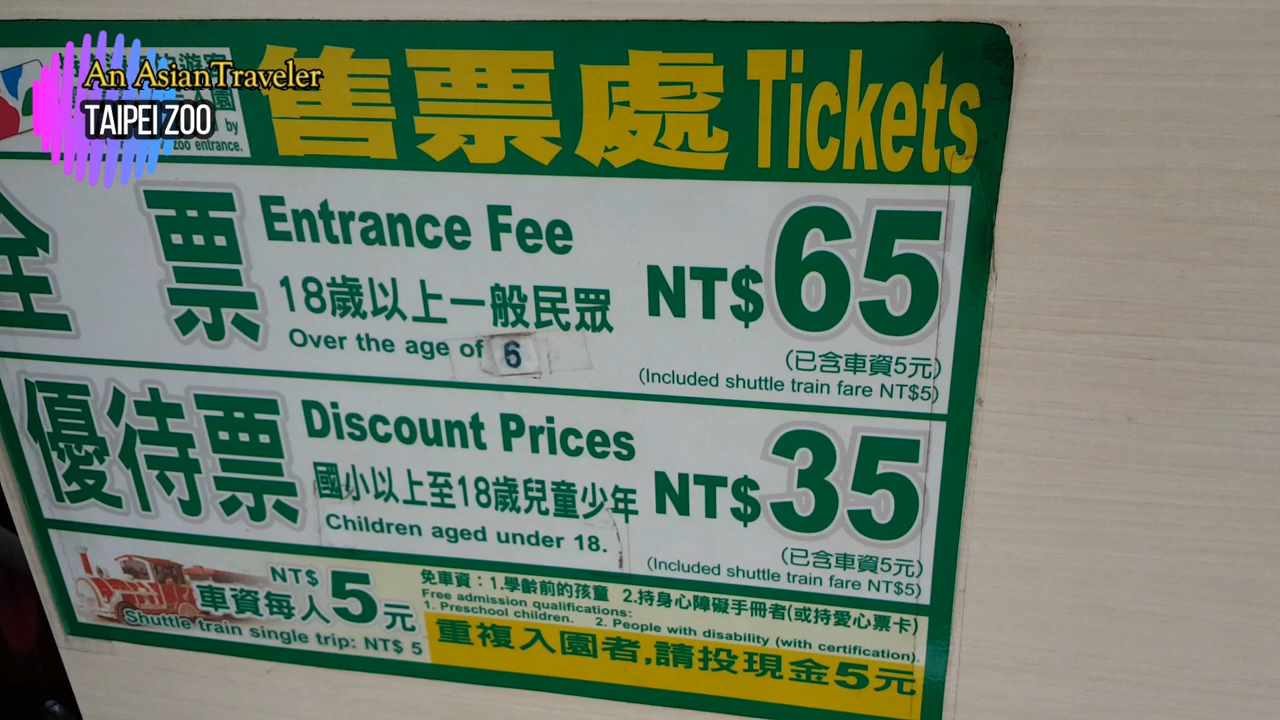 An AsianTraveler
TAIPEI ZOO
by
zoo entrance.
售票處 Tickets
全票
Entrance Fee
18歲以上一般民眾
Over the age of 6
NT$65
(已含車資5元)
(Included shuttle train fare NT$5)
優待票
Discount Prices
國小以上至18歲兒童少年
Children aged under 18.
NT$35
(已含車資5元)
(Included shuttle train fare NT$5)
NT$
車資每人5元
Shuttle train single trip: NT$ 5
免車資：1.學齡前的孩童 2.持身心障礙手冊者(或持愛心票卡)
Free admission qualifications:
1. Preschool children. 2. People with disability (with certification).
重複入園者,請投現金5元